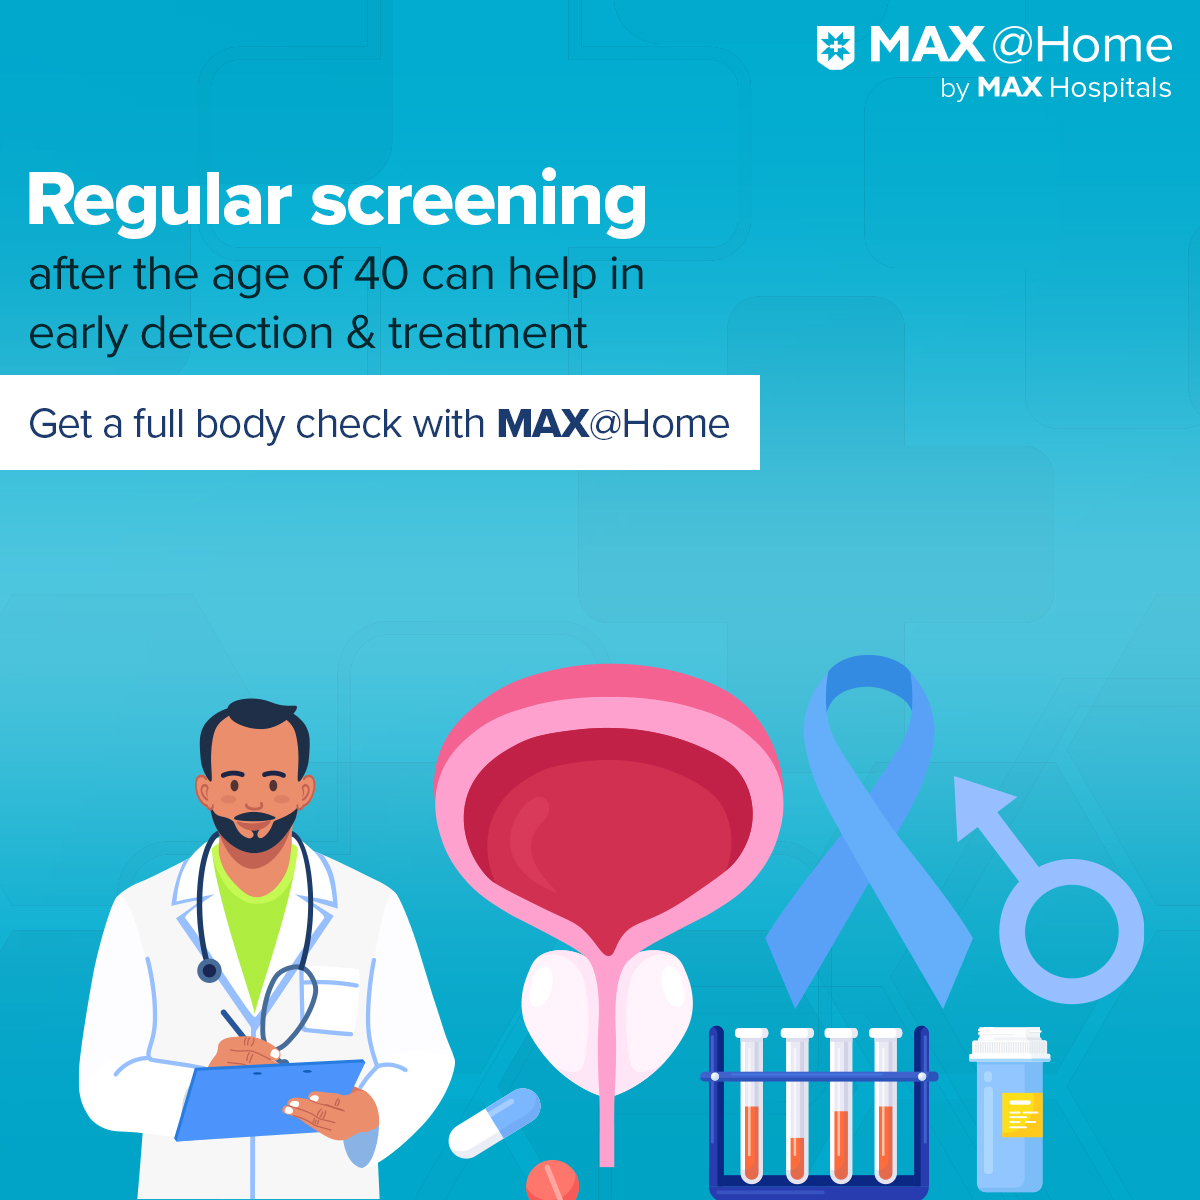 MAX @Home
by MAX Hospitals
Regular screening
after the age of 40 can help in
early detection & treatment
Get a full body check with MAX@Home